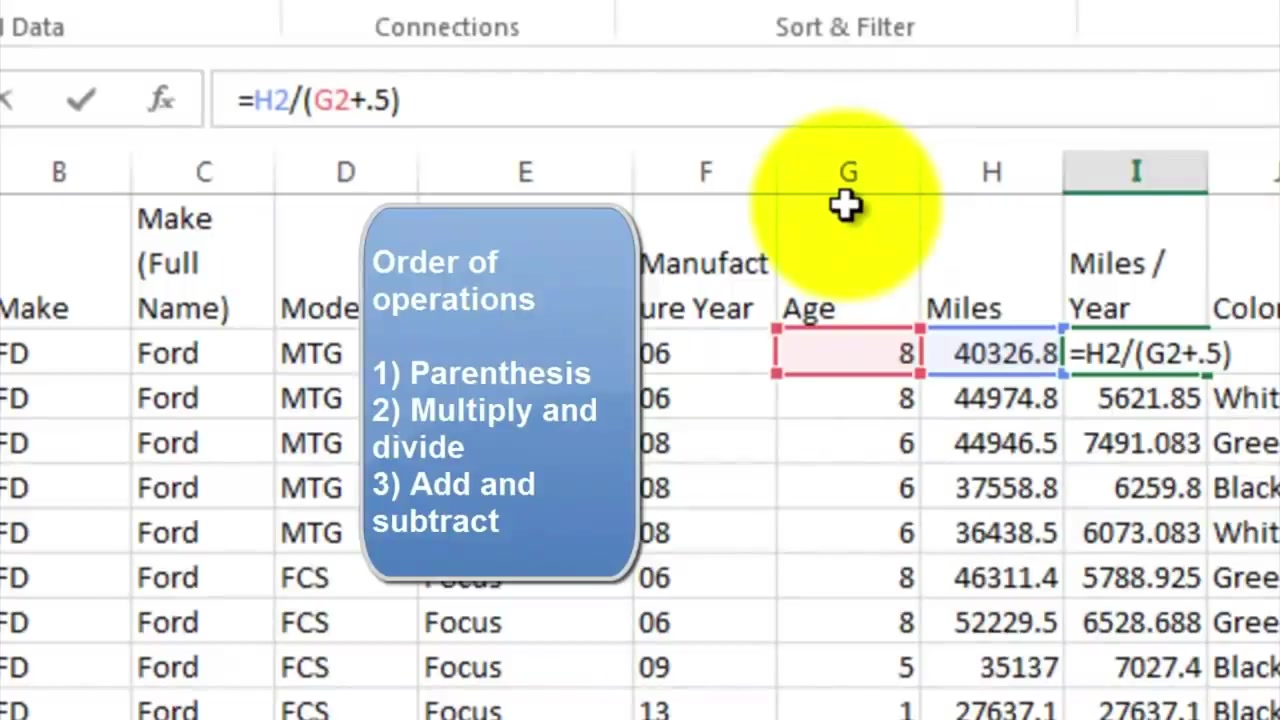 l Data Connections Sort & Filter
fx =H2/(G2+.5)
B C D E F G H I
Make
(Full
Name)
Make Mode Manufact
ure Year Age Miles Miles /
Year Color
Order of
operations
1) Parenthesis
2) Multiply and
divide
3) Add and
subtract
FD Ford MTG 06 8 40326.8 =H2/(G2+.5)
FD Ford MTG 06 8 44974.8 5621.85 Whit
FD Ford MTG 08 6 44946.5 7491.083 Gree
FD Ford MTG 08 6 37558.8 6259.8 Black
FD Ford MTG 08 6 36438.5 6073.083 Whit
FD Ford FCS Focus 06 8 46311.4 5788.925 Gree
FD Ford FCS Focus 06 8 52229.5 6528.688 Gree
FD Ford FCS Focus 09 5 35137 7027.4 Black
FD Ford FCS Focus 13 1 27637.1 27637.1 Black